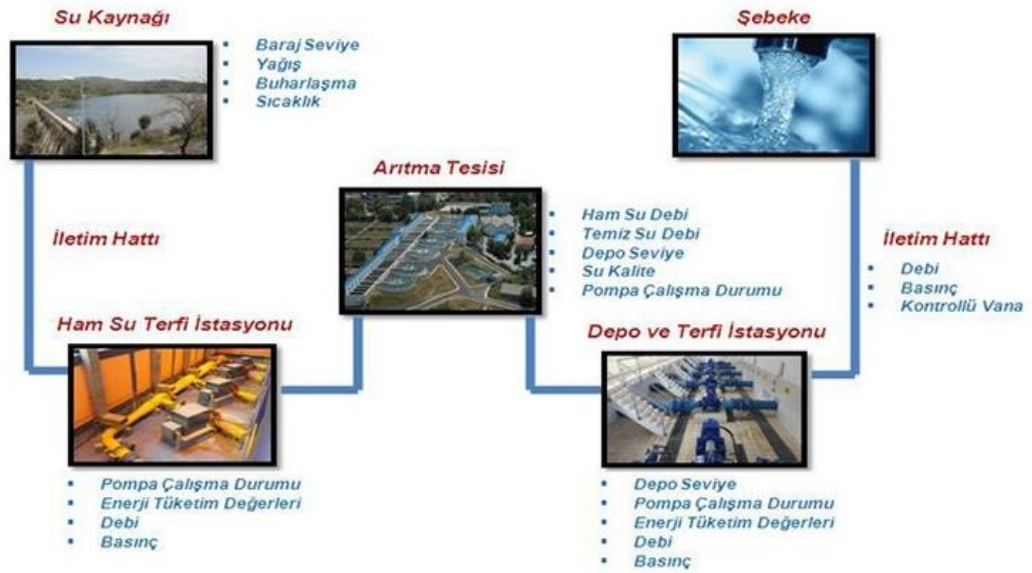 Su Kaynağı
Baraj Seviye
Yağış
Buharlaşma
Sıcaklık
İletim Hattı
Ham Su Terfi İstasyonu
Pompa Çalışma Durumu
Enerji Tüketim Değerleri
Debi
Basınç
Arıtma Tesisi
Ham Su Debi
Temiz Su Debi
Depo Seviye
Su Kalite
Pompa Çalışma Durumu
Depo ve Terfi İstasyonu
Depo Seviye
Pompa Çalışma Durumu
Enerji Tüketim Değerleri
Debi
Basınç
Şebeke
İletim Hattı
Debi
Basınç
Kontrollü Vana